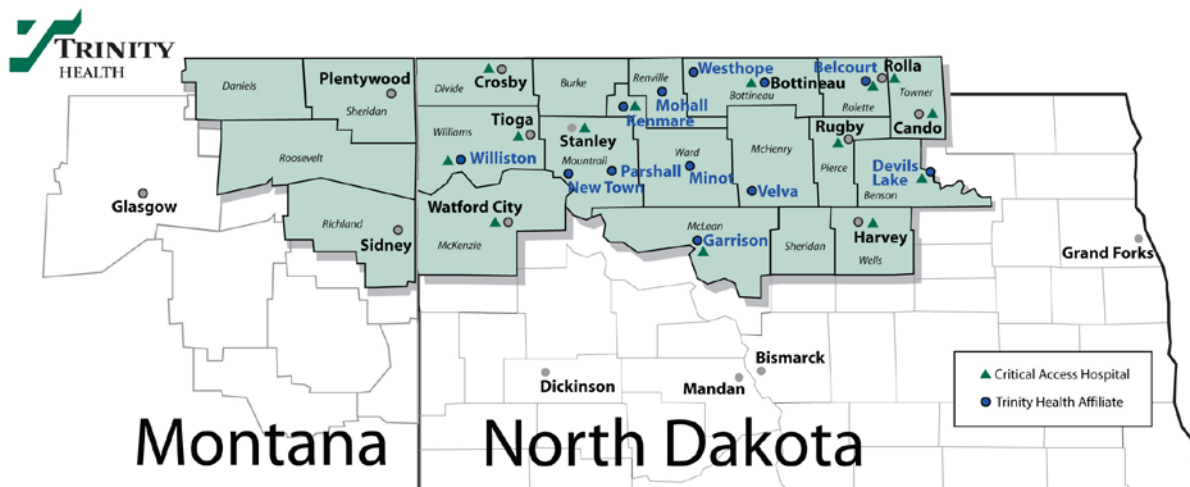 TRINITY
HEALTH
Daniels
Plentywood
Sheridan
Roosevelt
Glasgow
Richland
Sidney
Divide
Crosby
Burke
Renville
Westhope
Bottineau
Bottineau
Belcourt
Rolla
Rolette
Towner
Mohall
Kenmare
Cando
Williams
Tioga
Williston
Stanley
Mountrail
New Town
Parshall
Ward
Minot
McHenry
Velva
Rugby
Pierce
Devils
Lake
Benson
Watford City
McKenzie
McLean
Garrison
Sheridan
Harvey
Wells
Grand Forks
Bismarck
Dickinson
Mandan
Critical Access Hospital
Trinity Health Affiliate
Montana
North Dakota